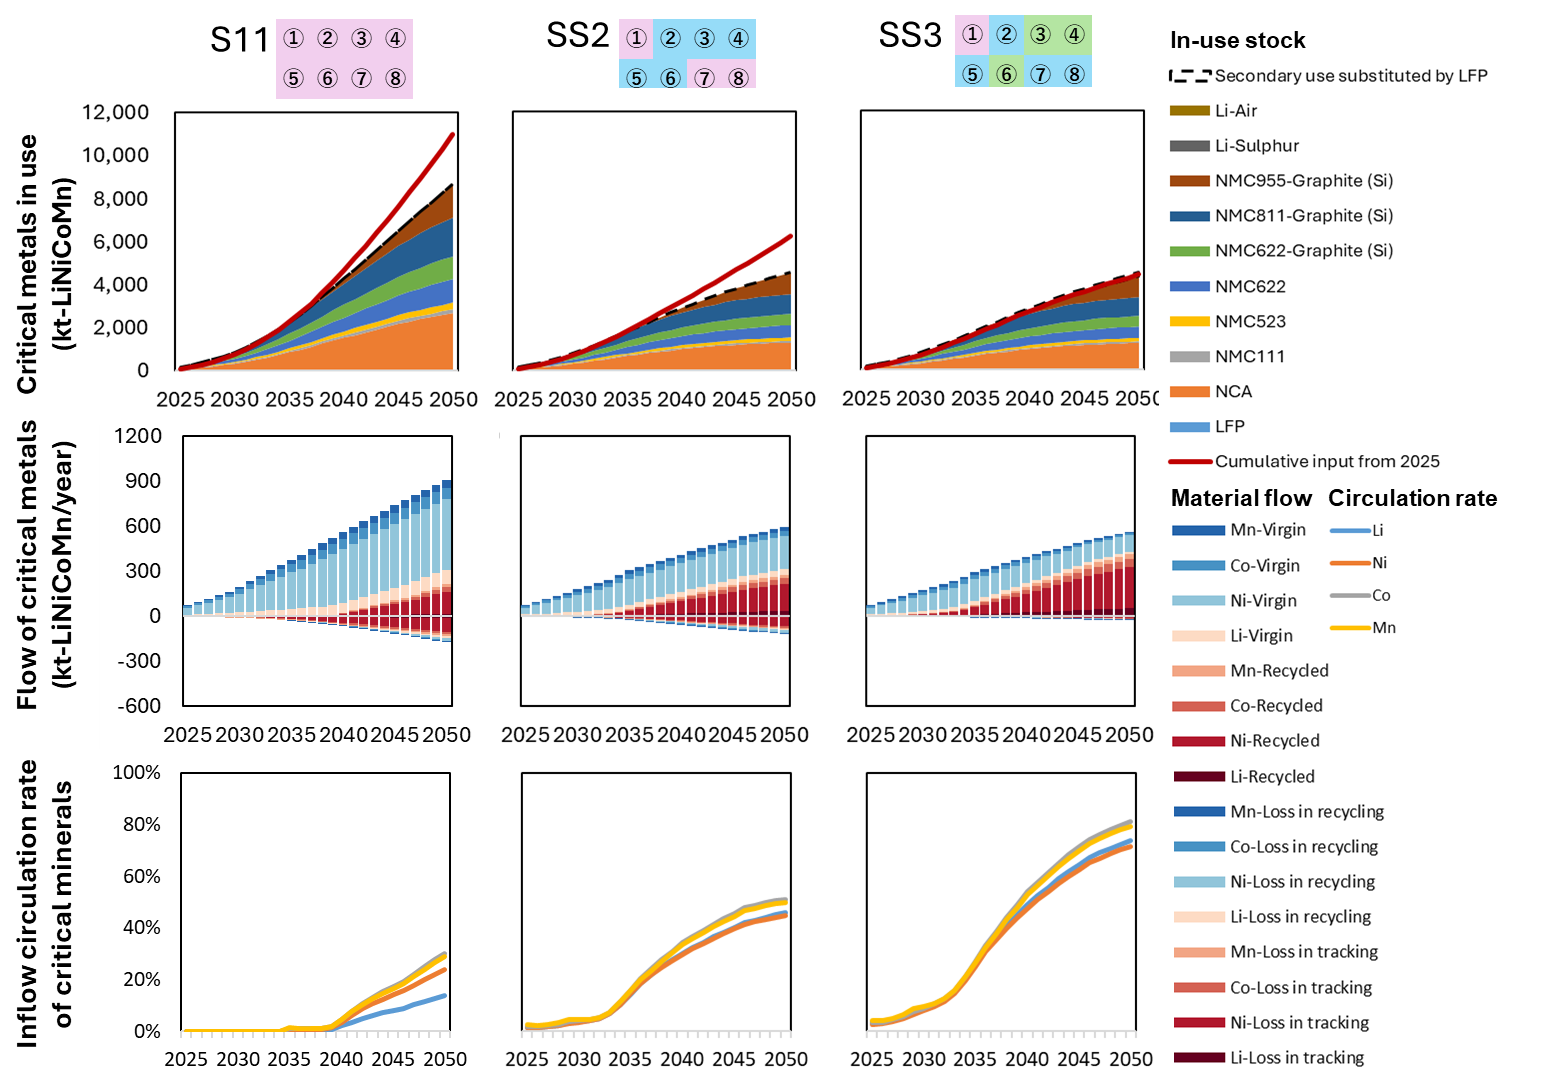 S11 ① ② ③ ④
⑤ ⑥ ⑦ ⑧
SS2 ① ② ③ ④
⑤ ⑥ ⑦ ⑧
SS3 ① ② ③ ④
⑤ ⑥ ⑦ ⑧
Critical metals in use
(kt-LiNiCoMn)
12,000
10,000
8,000
6,000
4,000
2,000
0
2025 2030 2035 2040 2045 2050
2025 2030 2035 2040 2045 2050
2025 2030 2035 2040 2045 2050
Flow of critical metals
(kt-LiNiCoMn/year)
1200
900
600
300
0
-300
-600
2025 2030 2035 2040 2045 2050
2025 2030 2035 2040 2045 2050
2025 2030 2035 2040 2045 2050
Inflow circulation rate
of critical minerals
100%
80%
60%
40%
20%
0%
2025 2030 2035 2040 2045 2050
2025 2030 2035 2040 2045 2050
2025 2030 2035 2040 2045 2050
In-use stock
Secondary use substituted by LFP
Li-Air
Li-Sulphur
NMC955-Graphite (Si)
NMC811-Graphite (Si)
NMC622-Graphite (Si)
NMC622
NMC523
NMC111
NCA
LFP
Cumulative input from 2025
Material flow
Mn-Virgin
Co-Virgin
Ni-Virgin
Li-Virgin
Mn-Recycled
Co-Recycled
Ni-Recycled
Li-Recycled
Mn-Loss in recycling
Co-Loss in recycling
Ni-Loss in recycling
Li-Loss in recycling
Mn-Loss in tracking
Co-Loss in tracking
Ni-Loss in tracking
Li-Loss in tracking
Circulation rate
Li
Ni
Co
Mn